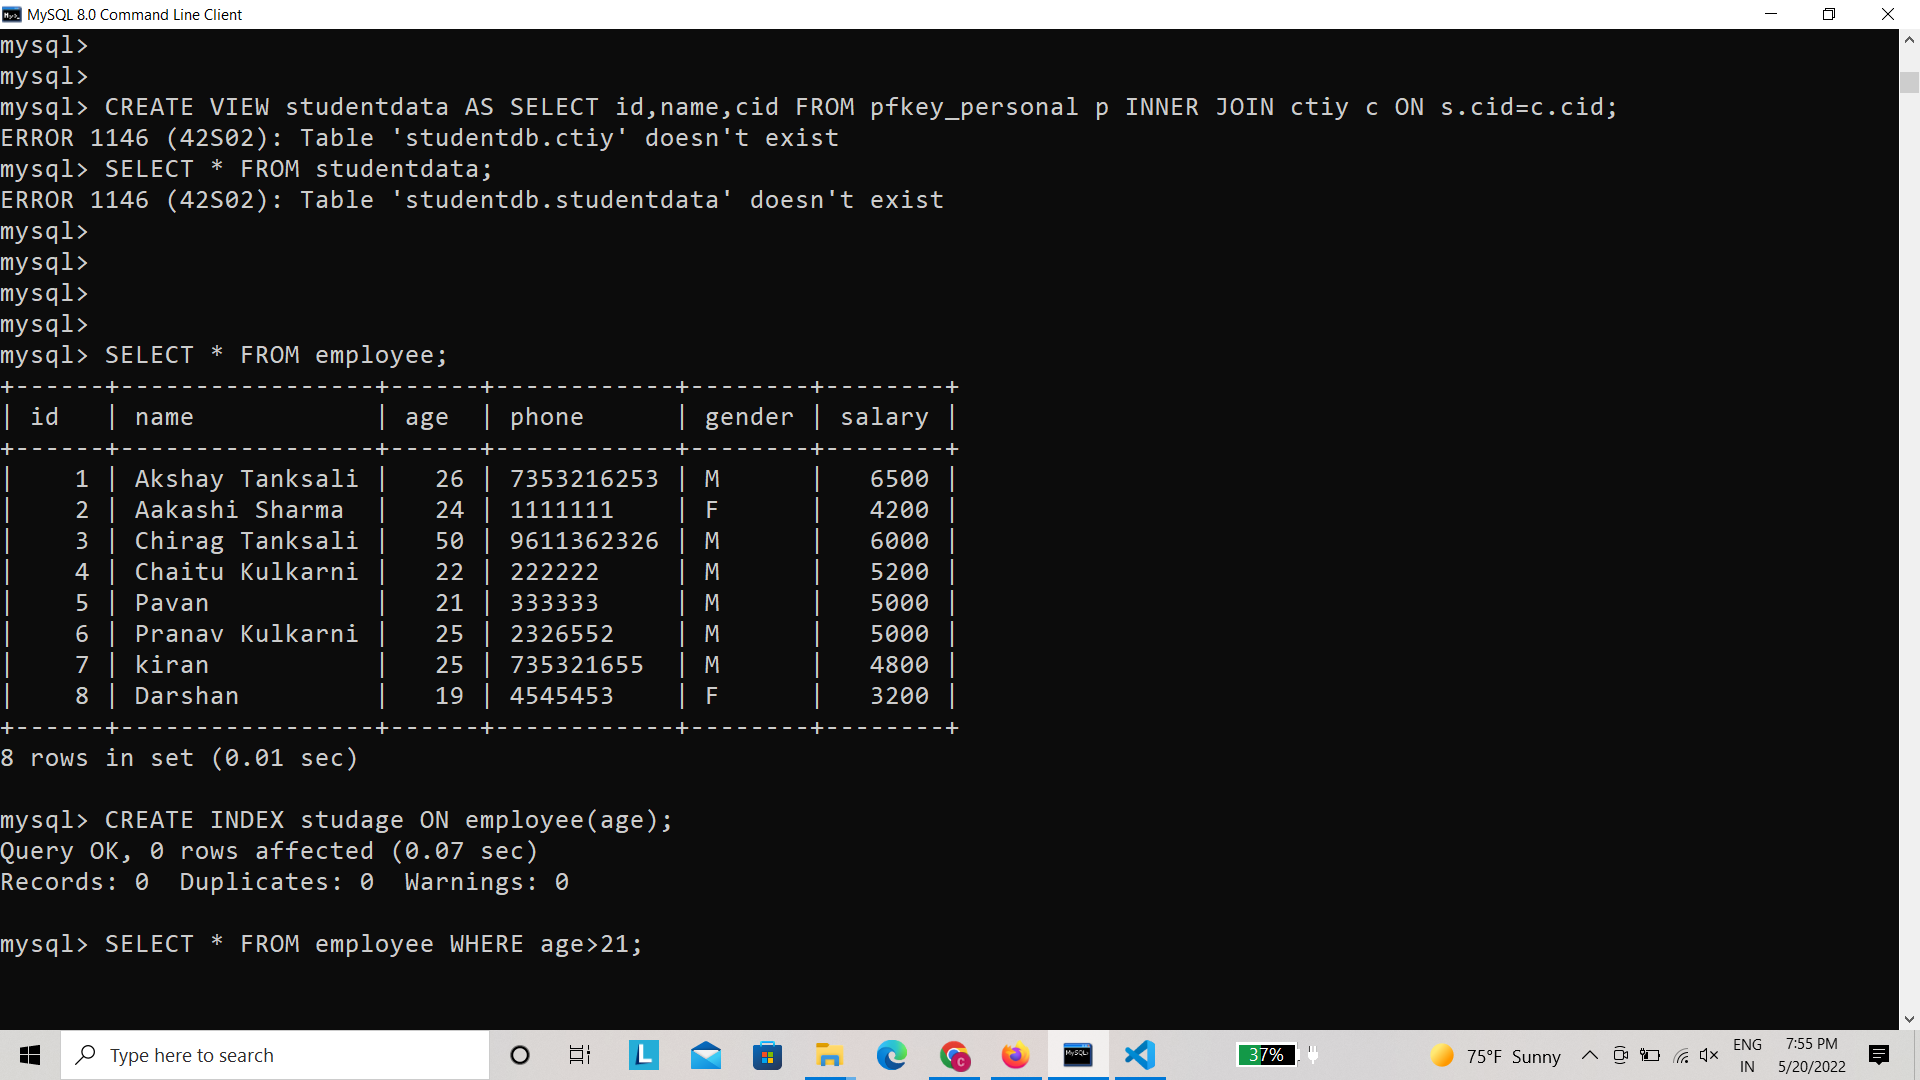 MySQL 8.0 Command Line Client
mysql>
mysql>
mysql> CREATE VIEW studentdata AS SELECT id,name,cid FROM pfkey_personal p INNER JOIN ctiy c ON s.cid=c.cid;
ERROR 1146 (42S02): Table 'studentdb.ctiy' doesn't exist
mysql> SELECT * FROM studentdata;
ERROR 1146 (42S02): Table 'studentdb.studentdata' doesn't exist
mysql>
mysql>
mysql>
mysql>
mysql> SELECT * FROM employee;
+------+-----------------+------+------------+--------+--------+
| id   | name            | age  | phone      | gender | salary |
+------+-----------------+------+------------+--------+--------+
|    1 | Akshay Tanksali |   26 | 7353216253 | M      |   6500 |
|    2 | Aakashi Sharma  |   24 | 1111111    | F      |   4200 |
|    3 | Chirag Tanksali |   50 | 9611362326 | M      |   6000 |
|    4 | Chaitu Kulkarni |   22 | 222222     | M      |   5200 |
|    5 | Pavan           |   21 | 333333     | M      |   5000 |
|    6 | Pranav Kulkarni |   25 | 2326552    | M      |   5000 |
|    7 | kiran           |   25 | 735321655  | M      |   4800 |
|    8 | Darshan         |   19 | 4545453    | F      |   3200 |
+------+-----------------+------+------------+--------+--------+
8 rows in set (0.01 sec)
mysql> CREATE INDEX studage ON employee(age);
Query OK, 0 rows affected (0.07 sec)
Records: 0  Duplicates: 0  Warnings: 0
mysql> SELECT * FROM employee WHERE age>21;
Type here to search
L
C
MySQL
37%
75°F Sunny
ENG
IN
7:55 PM
5/20/2022